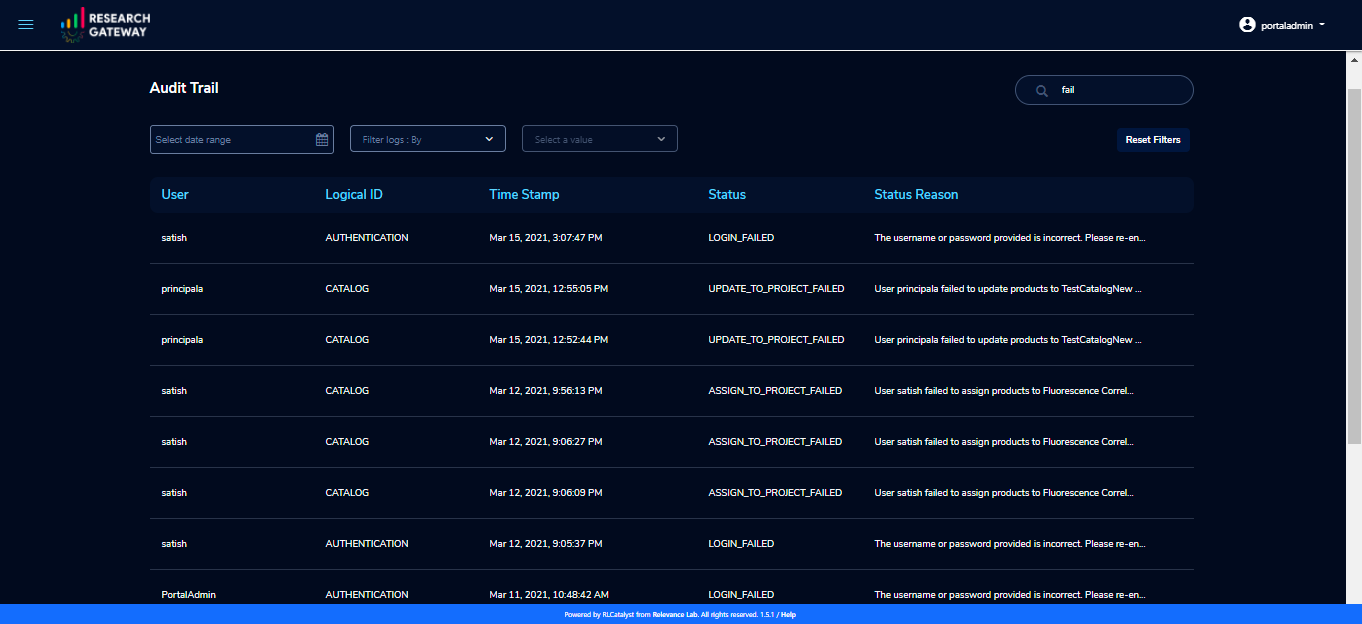 RESEARCH
GATEWAY
portaladmin
Audit Trail
fail
Select date range
Filter logs : By
Select a value
Reset Filters
User Logical ID Time Stamp Status Status Reason
satish AUTHENTICATION Mar 15, 2021, 3:07:47 PM LOGIN_FAILED The username or password provided is incorrect. Please re-en...
principala CATALOG Mar 15, 2021, 12:55:05 PM UPDATE_TO_PROJECT_FAILED User principala failed to update products to TestCatalogNew ...
principala CATALOG Mar 15, 2021, 12:52:44 PM UPDATE_TO_PROJECT_FAILED User principala failed to update products to TestCatalogNew ...
satish CATALOG Mar 12, 2021, 9:56:13 PM ASSIGN_TO_PROJECT_FAILED User satish failed to assign products to Fluorescence Correl...
satish CATALOG Mar 12, 2021, 9:06:27 PM ASSIGN_TO_PROJECT_FAILED User satish failed to assign products to Fluorescence Correl...
satish CATALOG Mar 12, 2021, 9:06:09 PM ASSIGN_TO_PROJECT_FAILED User satish failed to assign products to Fluorescence Correl...
satish AUTHENTICATION Mar 12, 2021, 9:05:37 PM LOGIN_FAILED The username or password provided is incorrect. Please re-en...
PortalAdmin AUTHENTICATION Mar 11, 2021, 10:48:42 AM LOGIN_FAILED The username or password provided is incorrect. Please re-en...
Powered by RLCatalyst from Relevance Lab. All rights reserved. 1.5.1 / Help